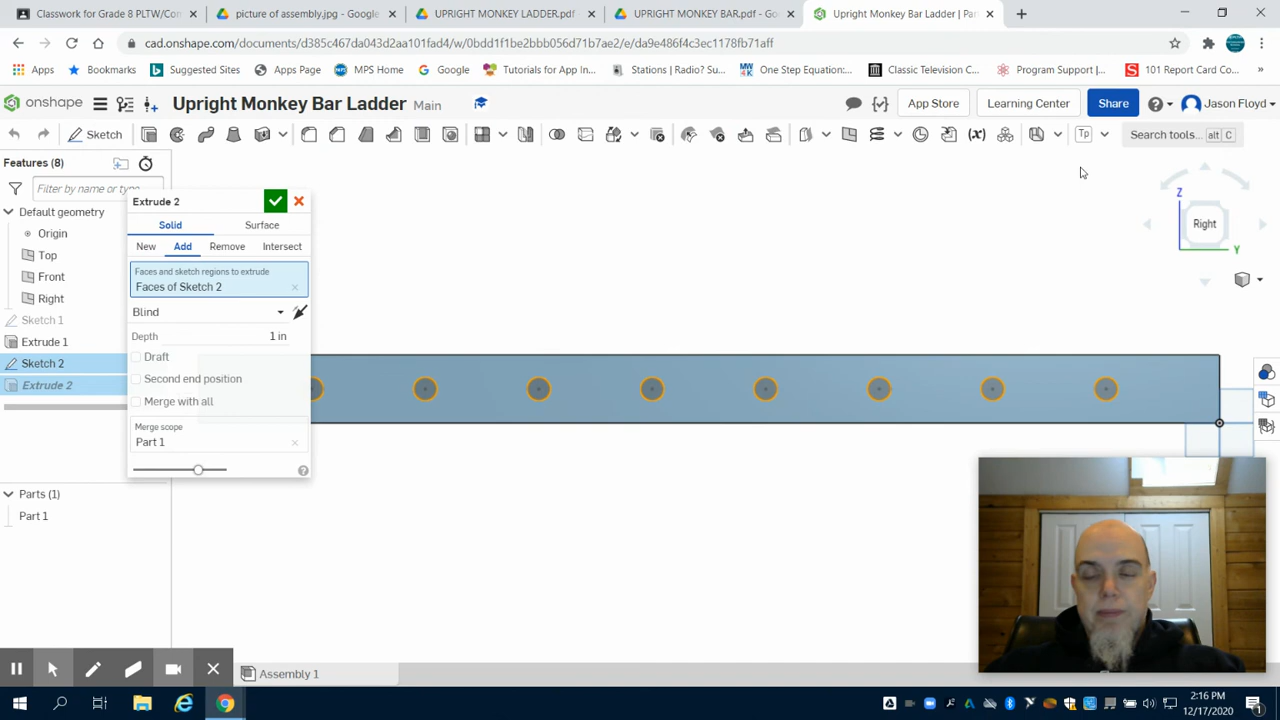 Classwork for Grade 8 PLTW/Con
picture of assembly.jpg - Google
UPRIGHT MONKEY LADDER.pdf
UPRIGHT MONKEY BAR.pdf - Go
Upright Monkey Bar Ladder | Par
cad.onshape.com/documents/d385c467da043d2aa101fad4/w/0bdd1f1be2bbb056d71b7ae2/e/da9e486f4c3ec1178fb71aff
Apps
Bookmarks
Suggested Sites
Apps Page
MPS Home
Google
Tutorials for App In...
Stations | Radio? Su...
One Step Equation:...
Classic Television C...
Program Support |...
101 Report Card Co...
onshape
Upright Monkey Bar Ladder Main
App Store
Learning Center
Share
Jason Floyd
Sketch
Tp
Search tools... alt C
Features (8)
Filter by name or type...
Default geometry
Origin
Top
Front
Right
Sketch 1
Extrude 1
Sketch 2
Extrude 2
Parts (1)
Part 1
Extrude 2
Solid Surface
New Add Remove Intersect
Faces and sketch regions to extrude
Faces of Sketch 2
Blind
Depth 1 in
Draft
Second end position
Merge with all
Merge scope
Part 1
Z
Right
Y
Assembly 1
2:16 PM
12/17/2020